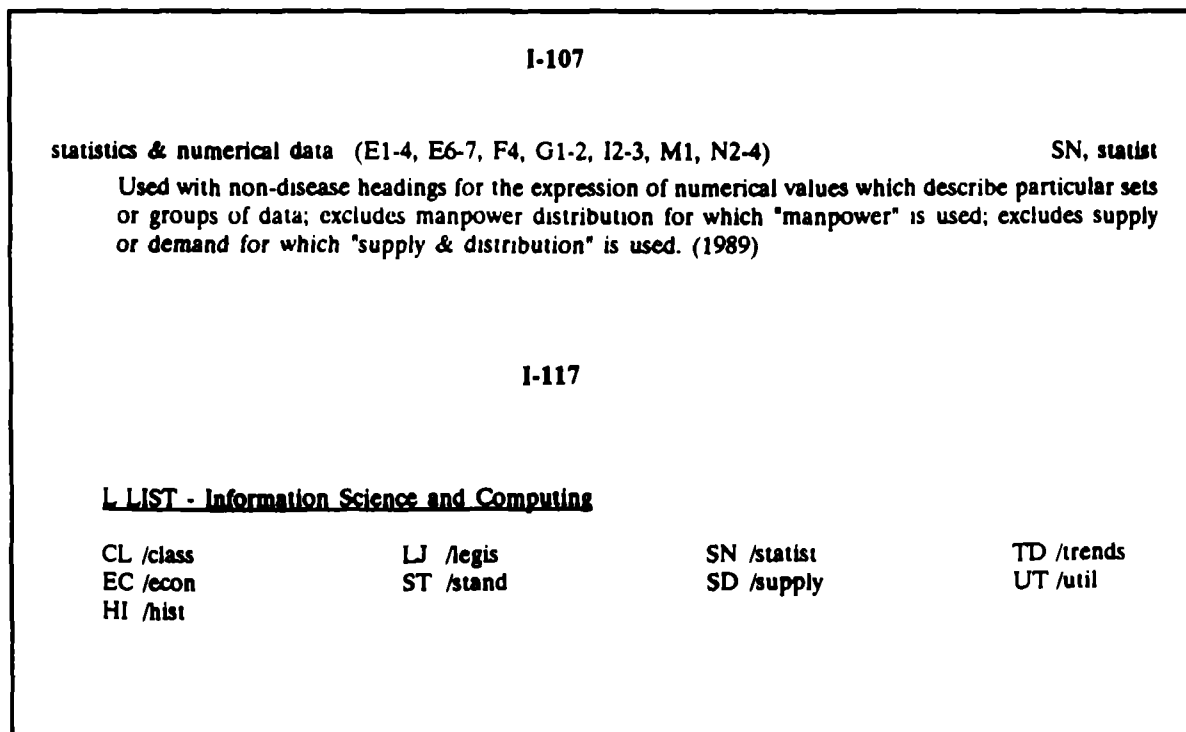 I-107
statistics & numerical data (E1-4, E6-7, F4, G1-2, I2-3, M1, N2-4) SN, statist
Used with non-disease headings for the expression of numerical values which describe particular sets
or groups of data; excludes manpower distribution for which "manpower" is used; excludes supply
or demand for which "supply & distribution" is used. (1989)
I-117
L LIST - Information Science and Computing
CL /class LJ /legis SN /statist TD /trends
EC /econ ST /stand SD /supply UT /util
HI /hist